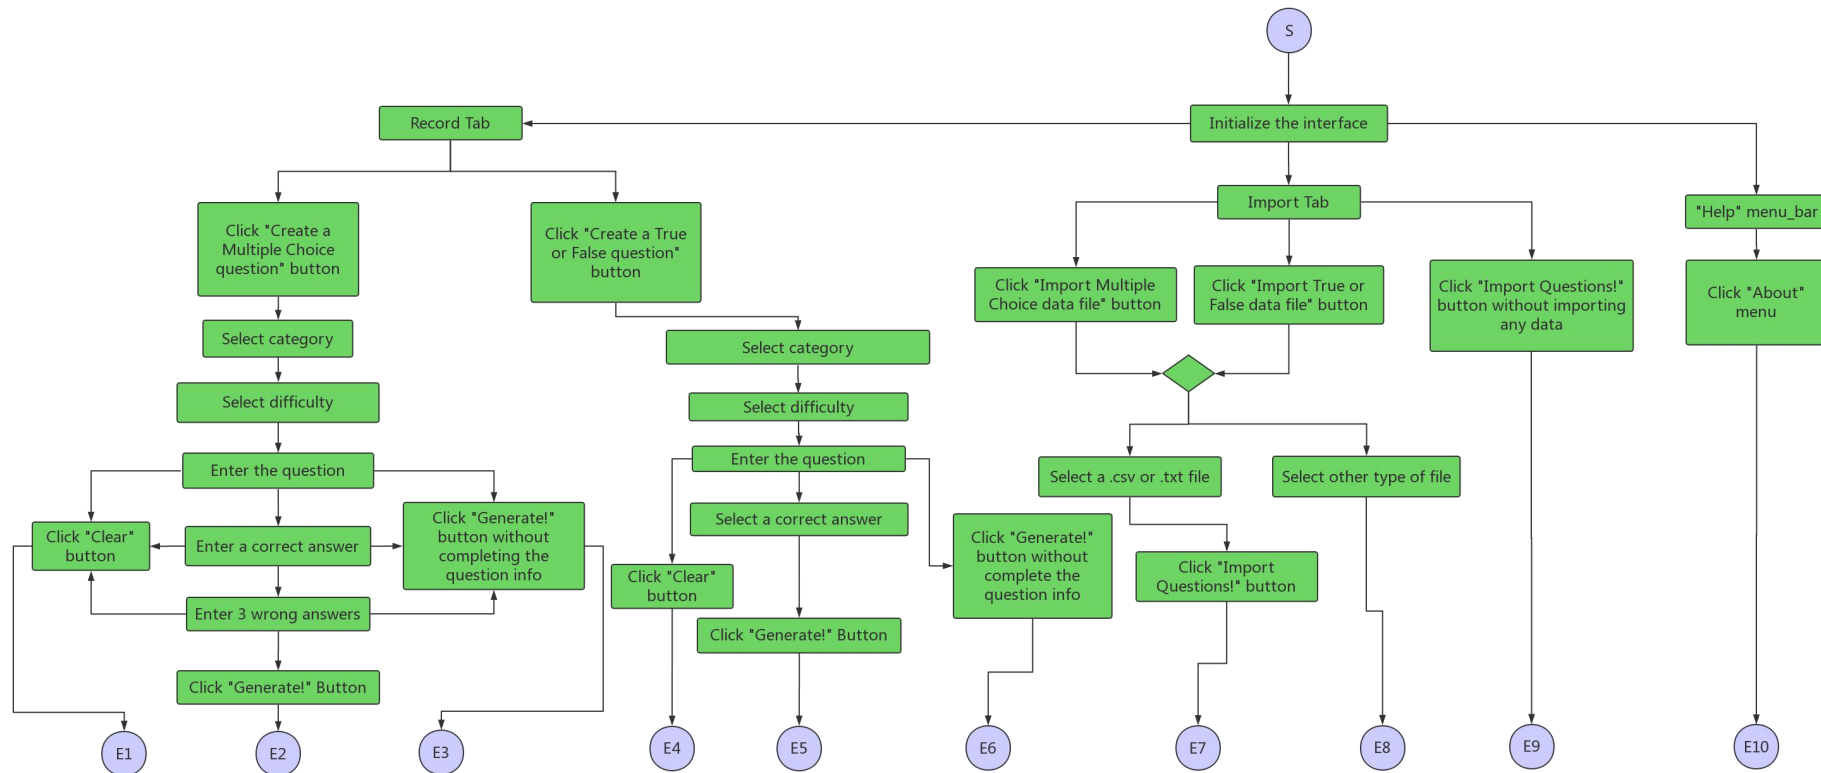 S
Record Tab
Initialize the interface
Click "Create a
Multiple Choice
question" button
Click "Create a True
or False question"
button
Import Tab
"Help" menu_bar
Click "Import Multiple
Choice data file" button
Click "Import True or
False data file" button
Click "Import Questions!"
button without importing
any data
Click "About"
menu
Select category
Select category
Select difficulty
Select difficulty
Enter the question
Enter the question
Select a .csv or .txt file
Select other type of file
Click "Clear"
button
Enter a correct answer
Click "Generate!"
button without
completing the
question info
Select a correct answer
Click "Generate!"
button without
complete the
question info
Click "Import
Questions!" button
Click "Clear"
button
Enter 3 wrong answers
Click "Generate!" Button
Click "Generate!" Button
E1
E2
E3
E4
E5
E6
E7
E8
E9
E10